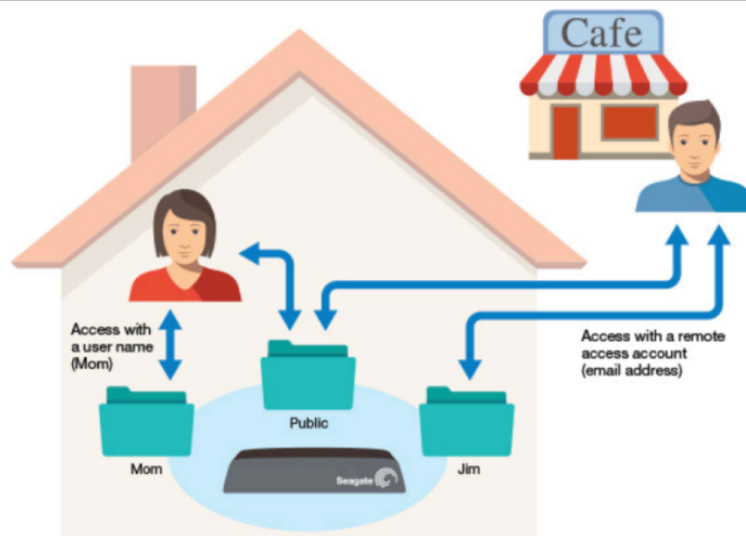 Cafe
Access with
a user name
(Mom)
Access with a remote
access account
(email address)
Public
Mom
Jim
Seagate